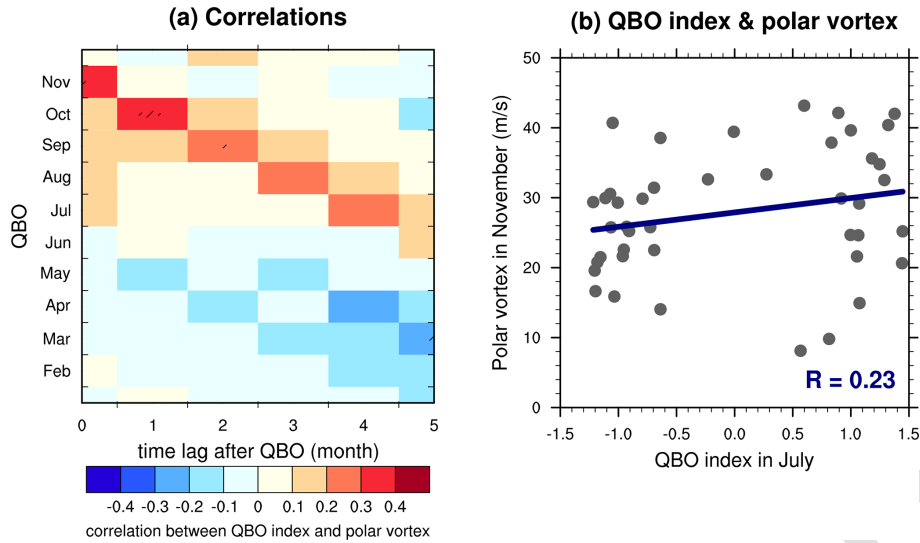 (a) Correlations
Nov
Oct
Sep
Aug
Jul
Jun
May
Apr
Mar
Feb
QBO
0 1 2 3 4 5
time lag after QBO (month)
-0.4 -0.3 -0.2 -0.1 0 0.1 0.2 0.3 0.4
correlation between QBO index and polar vortex
(b) QBO index & polar vortex
50
40
30
20
10
0
Polar vortex in November (m/s)
R = 0.23
-1.5 -1.0 -0.5 0.0 0.5 1.0 1.5
QBO index in July